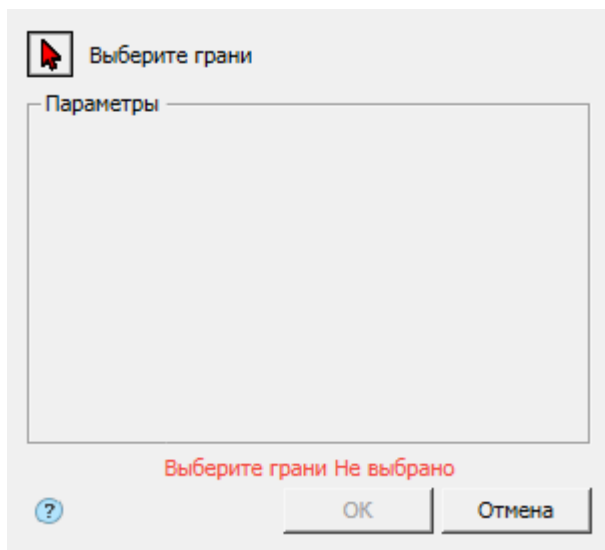 Выберите грани
Параметры
Выберите грани Не выбрано
?
OK
Отмена